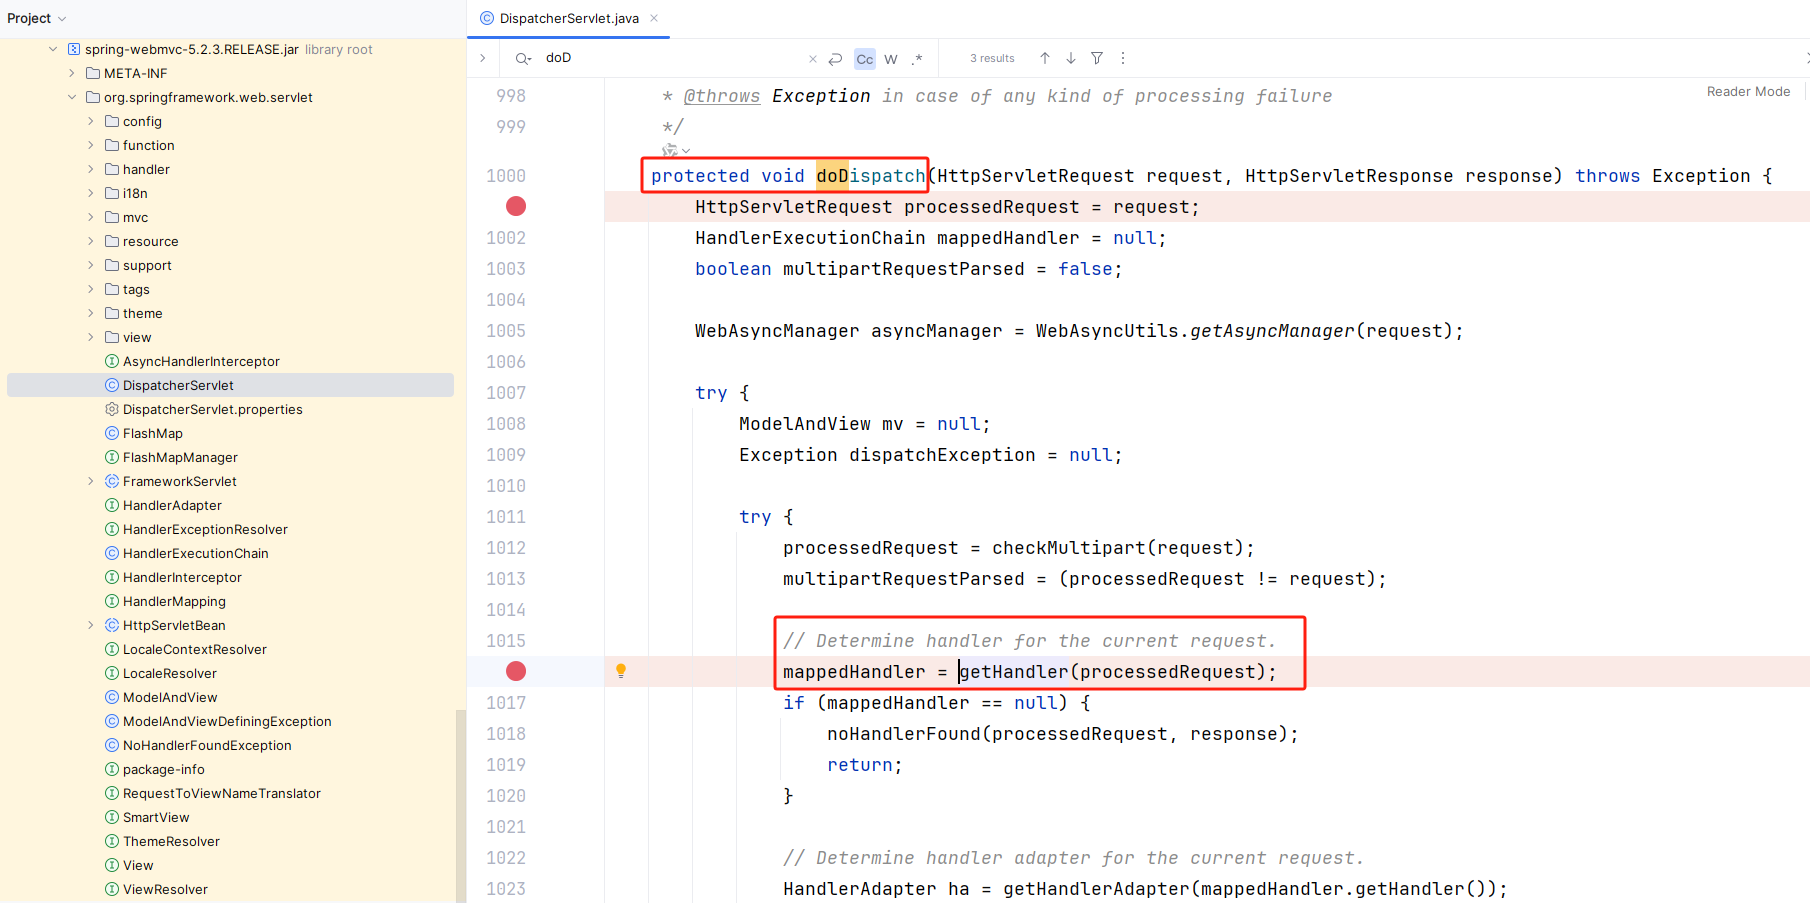 Project
spring-webmvc-5.2.3.RELEASE.jar library root
META-INF
org.springframework.web.servlet
config
function
handler
i18n
mvc
resource
support
tags
theme
view
AsyncHandlerInterceptor
DispatcherServlet
DispatcherServlet.properties
FlashMap
FlashMapManager
FrameworkServlet
HandlerAdapter
HandlerExceptionResolver
HandlerExecutionChain
HandlerInterceptor
HandlerMapping
HttpServletBean
LocaleContextResolver
LocaleResolver
ModelAndView
ModelAndViewDefiningException
NoHandlerFoundException
package-info
RequestToViewNameTranslator
SmartView
ThemeResolver
View
ViewResolver
DispatcherServlet.java
doD
Cc W .* 3 results
Reader Mode
998 * @throws Exception in case of any kind of processing failure
999 */
1000 protected void doDispatch(HttpServletRequest request, HttpServletResponse response) throws Exception {
HttpServletRequest processedRequest = request;
1002 HandlerExecutionChain mappedHandler = null;
1003 boolean multipartRequestParsed = false;
1004
1005 WebAsyncManager asyncManager = WebAsyncUtils.getAsyncManager(request);
1006
1007 try {
1008 ModelAndView mv = null;
1009 Exception dispatchException = null;
1010
1011 try {
1012 processedRequest = checkMultipart(request);
1013 multipartRequestParsed = (processedRequest != request);
1014
1015 // Determine handler for the current request.
mappedHandler = getHandler(processedRequest);
1017 if (mappedHandler == null) {
1018 noHandlerFound(processedRequest, response);
1019 return;
1020 }
1021
1022 // Determine handler adapter for the current request.
1023 HandlerAdapter ha = getHandlerAdapter(mappedHandler.getHandler());